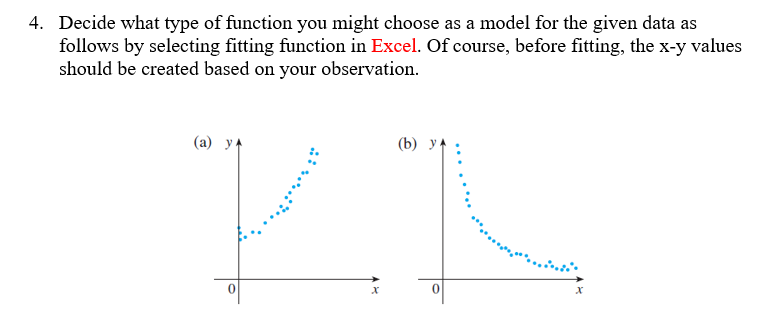 4. Decide what type of function you might choose as a model for the given data as
follows by selecting fitting function in Excel. Of course, before fitting, the x-y values
should be created based on your observation.
(a) y (b) y
0 x 0 x